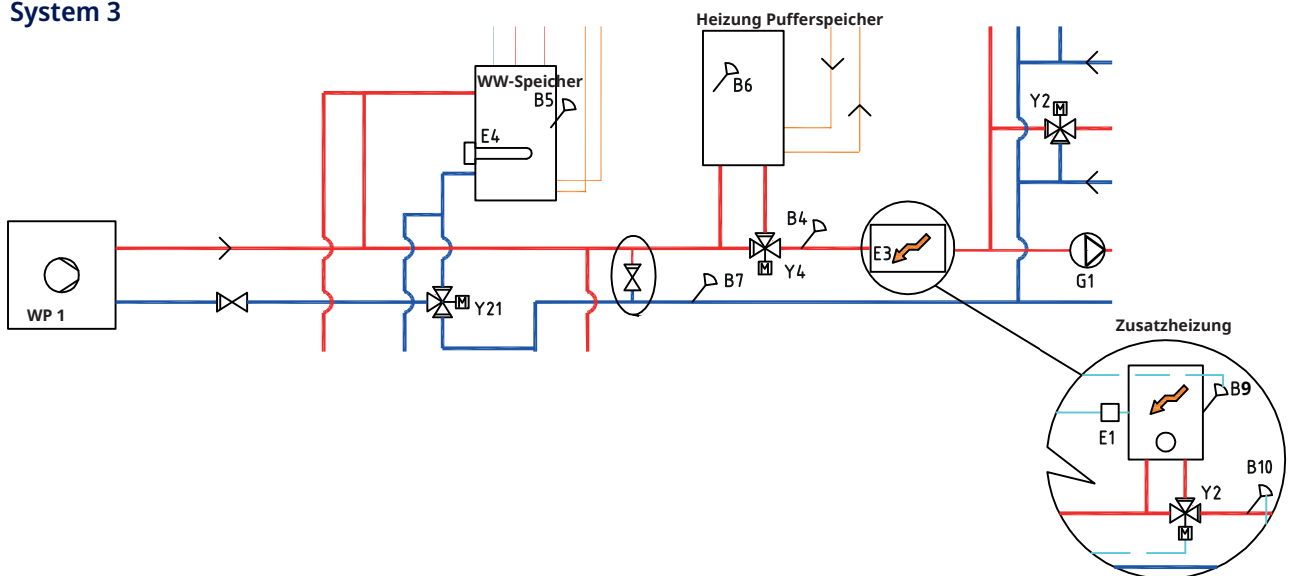 System 3
Heizung Pufferspeicher
WW-Speicher
B5
B6
E4
Y2
M
B4
E3
Y4
M
B7
G1
WP 1
M
Y21
Zusatzheizung
B9
E1
B10
Y2
M